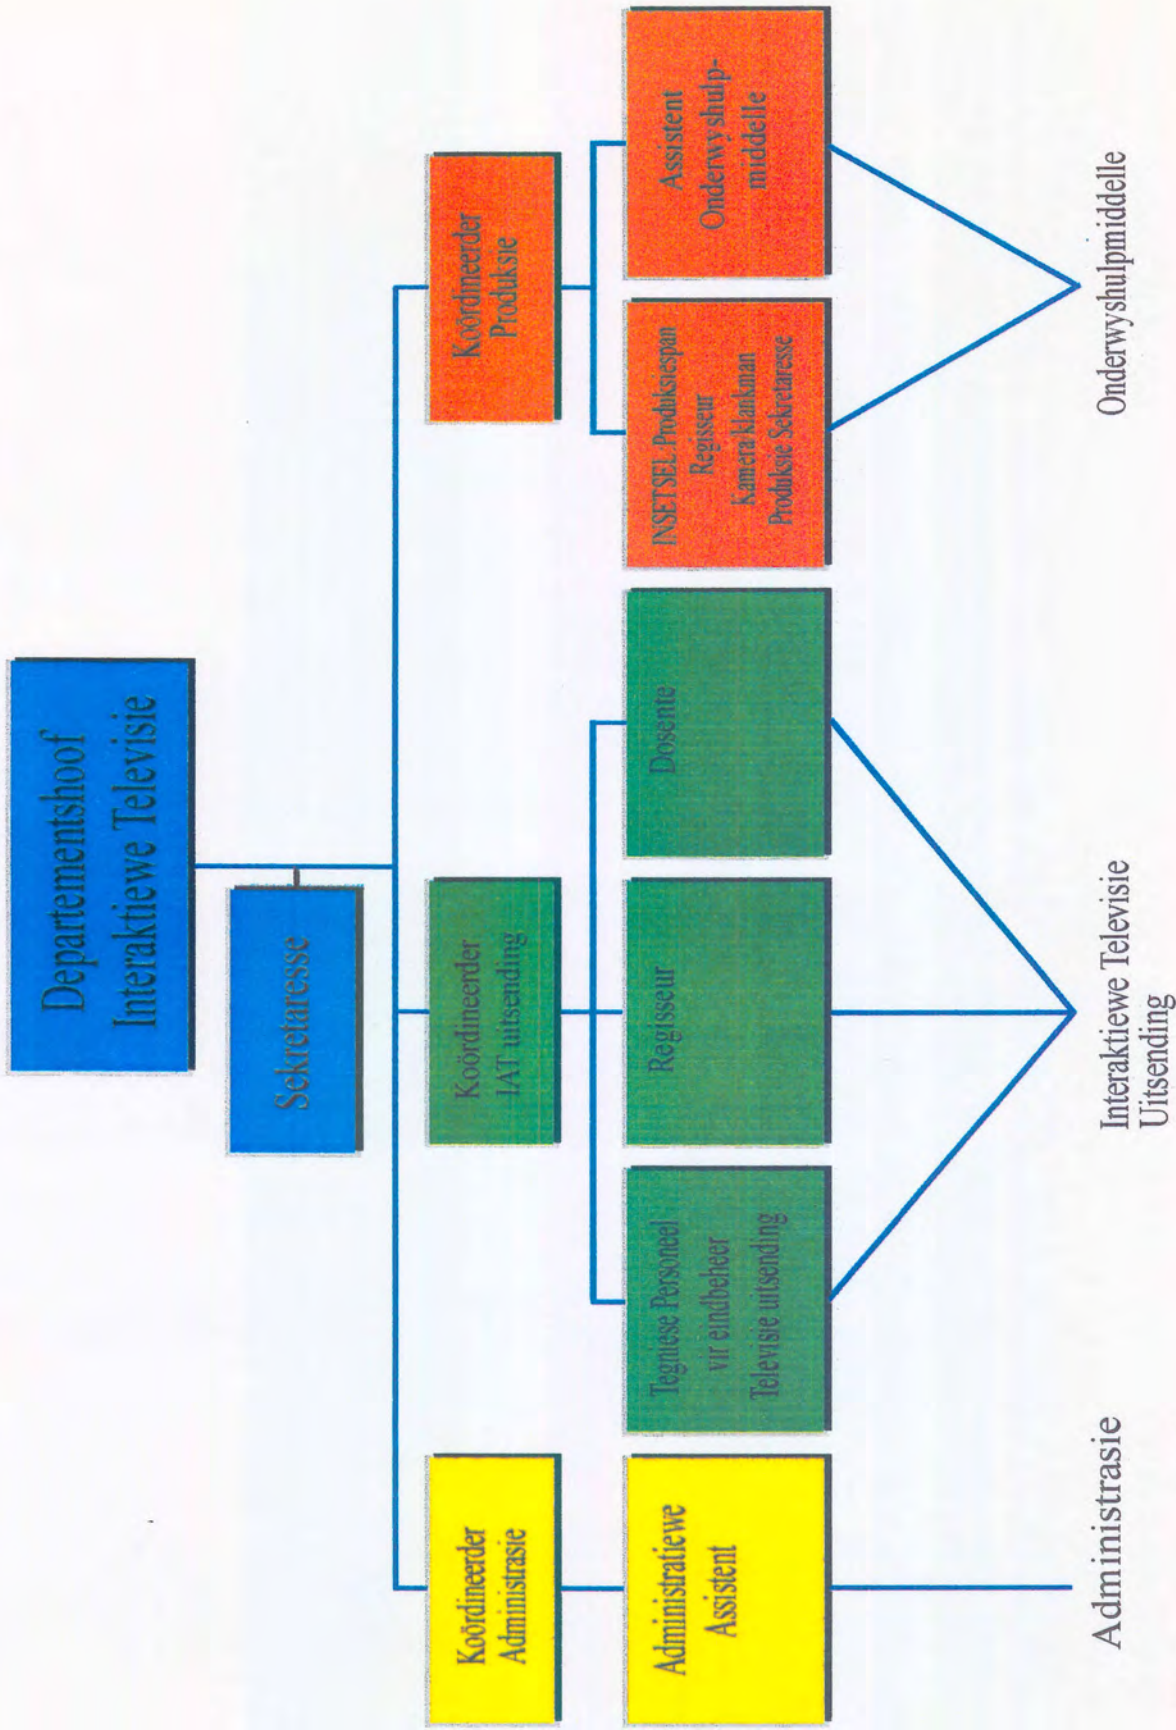 Departementshoof
Interaktiewe Televisie
Sekretaresse
Koördineerder
Administrasie
Koördineerder
IAT uitsending
Koördineerder
Produksie
Administratiewe
Assistent
Tegniese Personeel
vir eindbeheer
Televisie uitsending
Regisseur
Dosente
INSETSEL Produksiespan
Regisseur
Kamera/klankman
Produksie Sekretaresse
Assistent
Onderwyshulp-
middelle
Administrasie
Interaktiewe Televisie
Uitsending
Onderwyshulpmiddelle